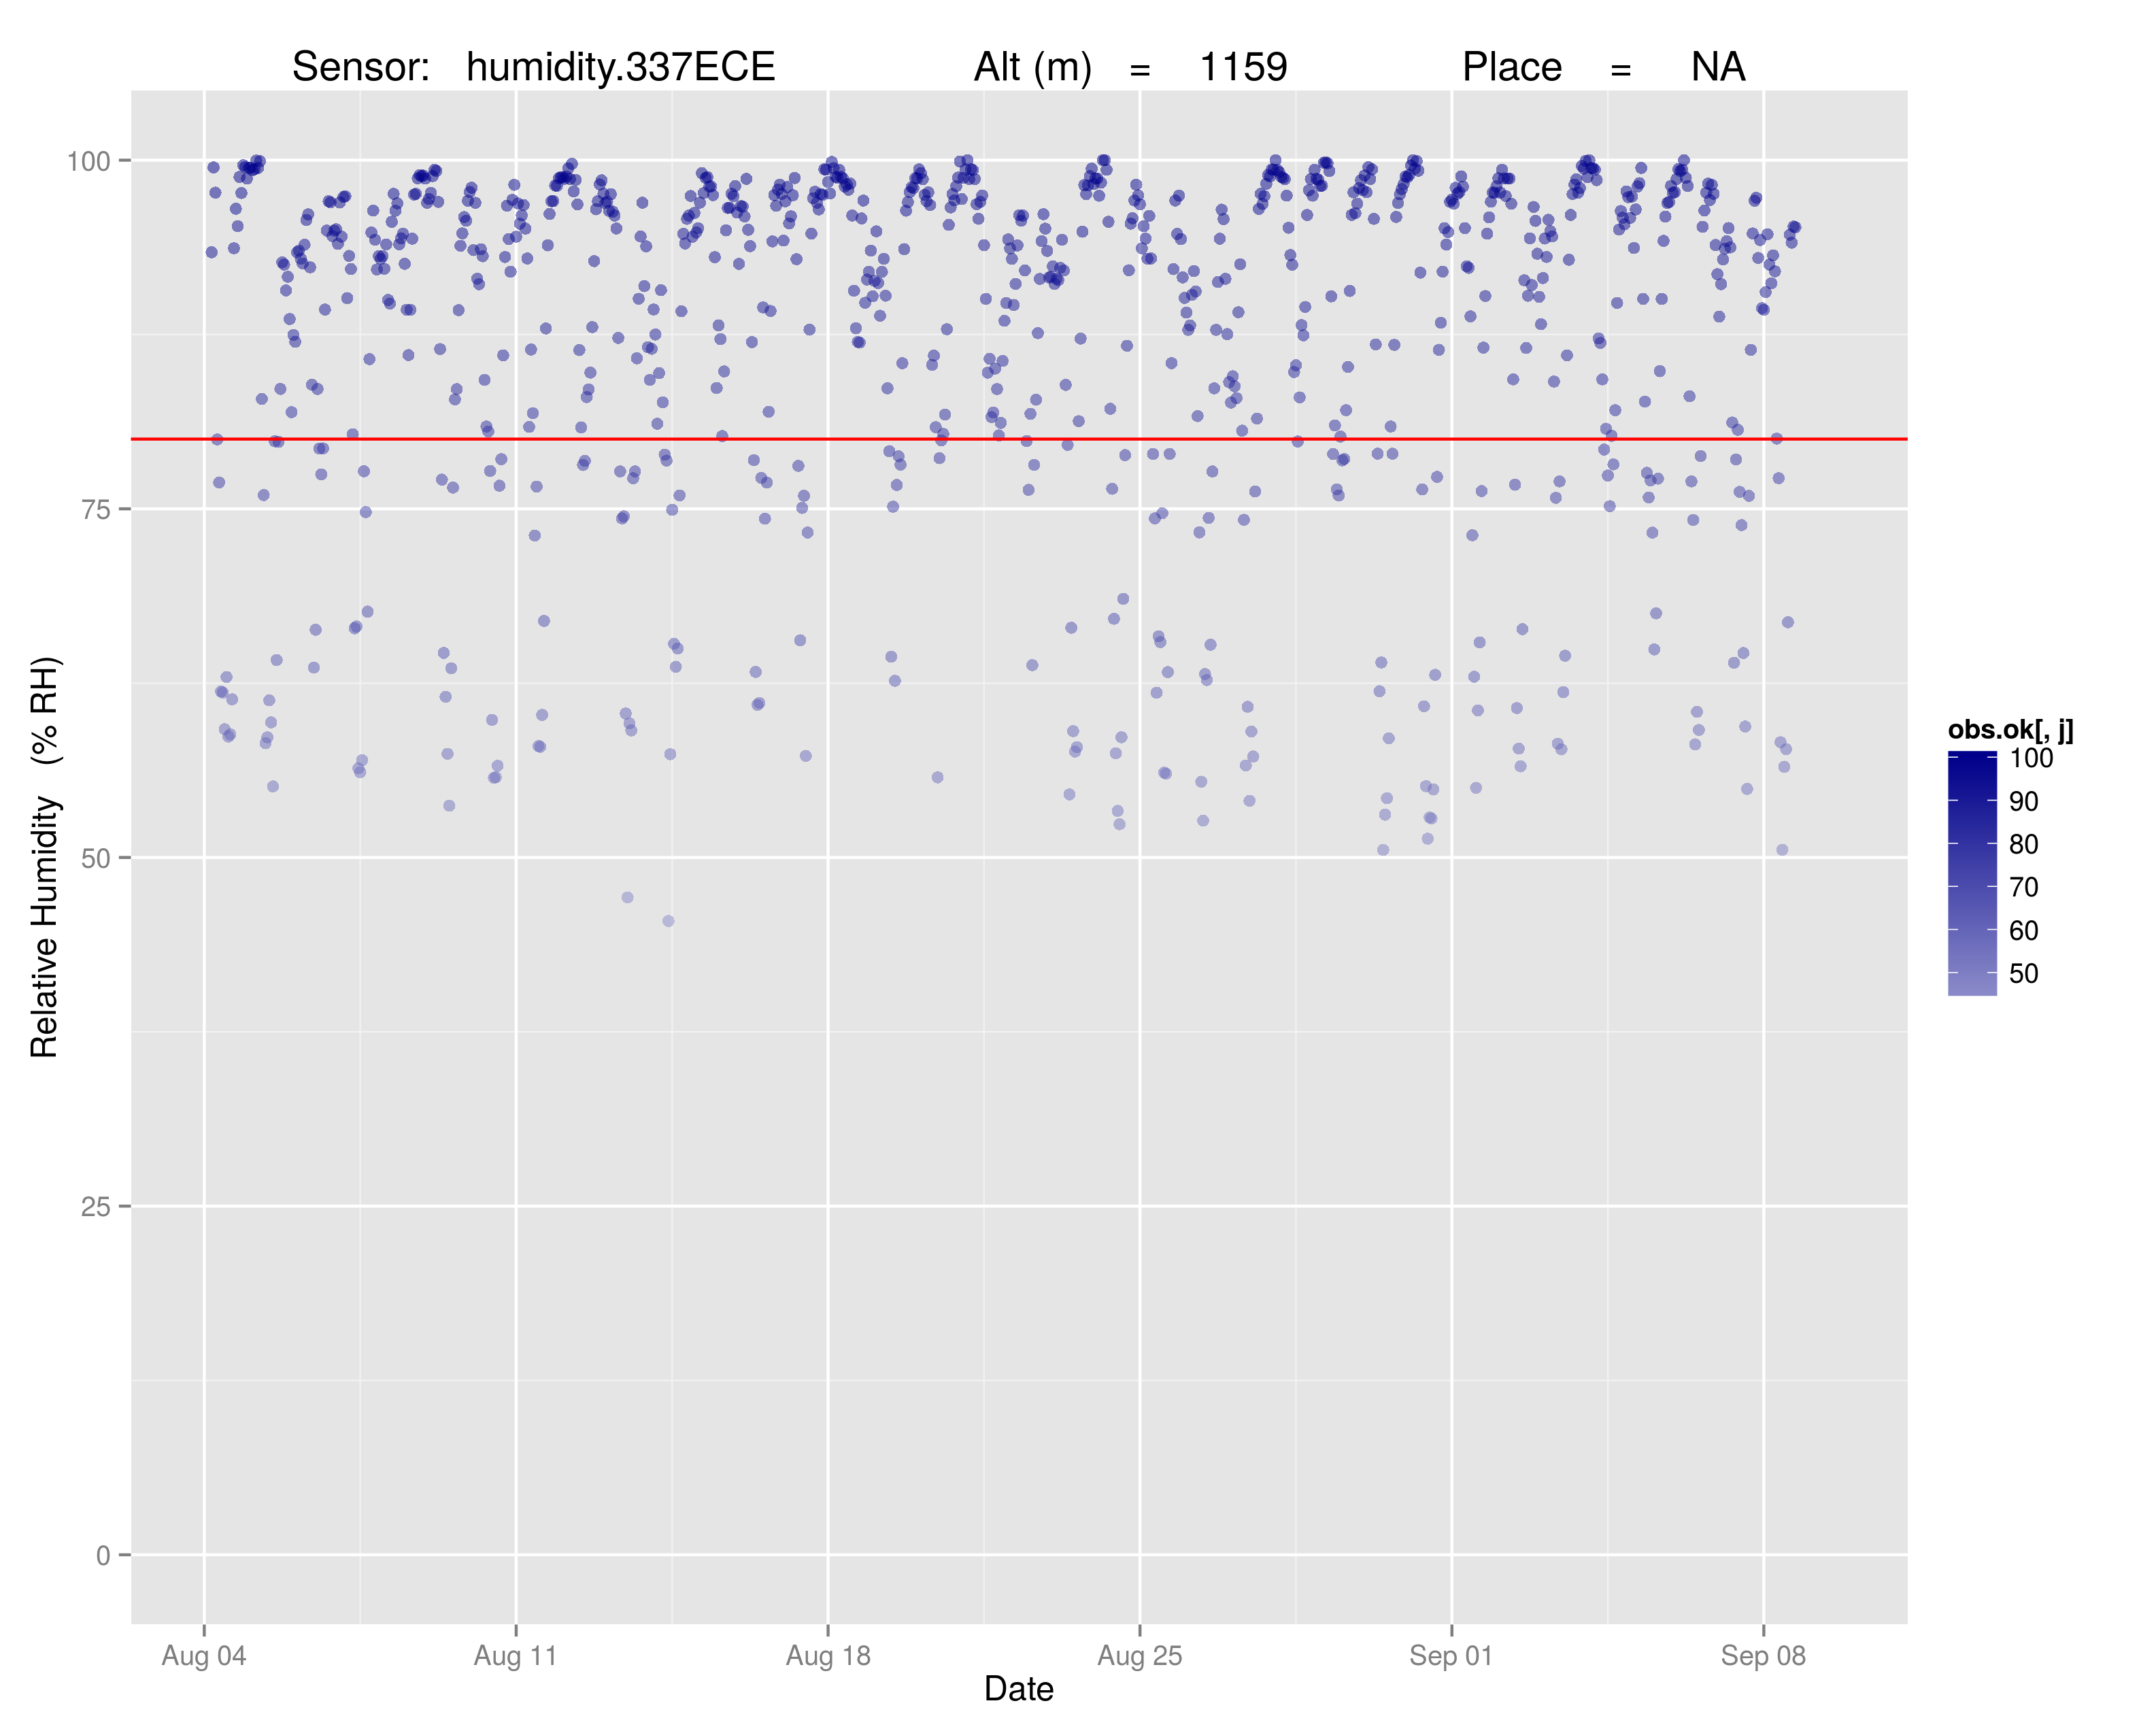 Sensor: humidity.337ECE Alt (m) = 1159 Place = NA
100
75
50
25
0
Relative Humidity (% RH)
Aug 04 Aug 11 Aug 18 Aug 25 Sep 01 Sep 08
Date
obs.ok[, j]
100
90
80
70
60
50